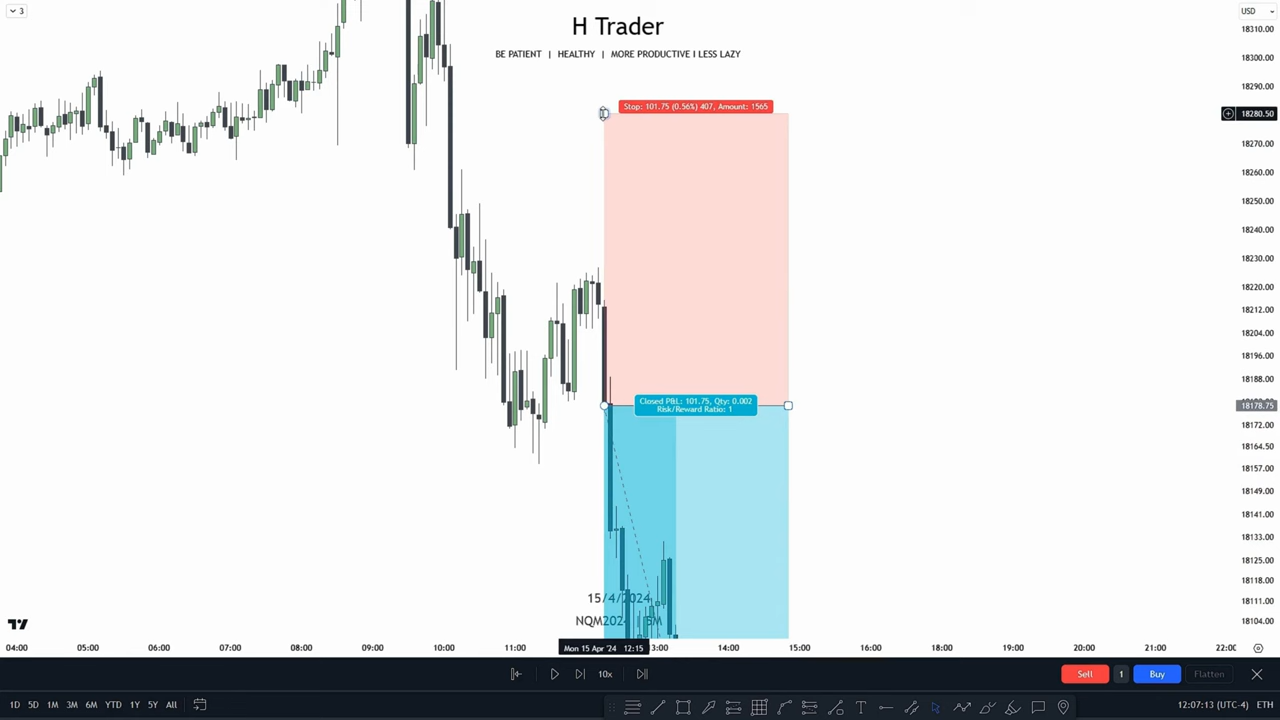 3
H Trader
USD
BE PATIENT | HEALTHY | MORE PRODUCTIVE I LESS LAZY
18310.00
18300.00
18290.00
Stop: 101.75 (0.56%) 407, Amount: 1565
18280.50
18270.00
18260.00
18250.00
18240.00
18230.00
18220.00
18212.00
18204.00
18196.00
18188.00
Closed P&L: 101.75, Qty: 0.002
Risk/Reward Ratio: 1
18178.75
18172.00
18164.50
18157.00
18149.00
18141.00
18133.00
18125.00
18118.00
18111.00
18104.00
15/4/2024
NQM2024 | 5M
04:00 05:00 06:00 07:00 08:00 09:00 10:00 11:00 Mon 15 Apr '24 12:15 3:00 14:00 15:00 16:00 17:00 18:00 19:00 20:00 21:00 22:00
10x
Sell 1 Buy Flatten
1D 5D 1M 3M 6M YTD 1Y 5Y All
12:07:13 (UTC-4) ETH